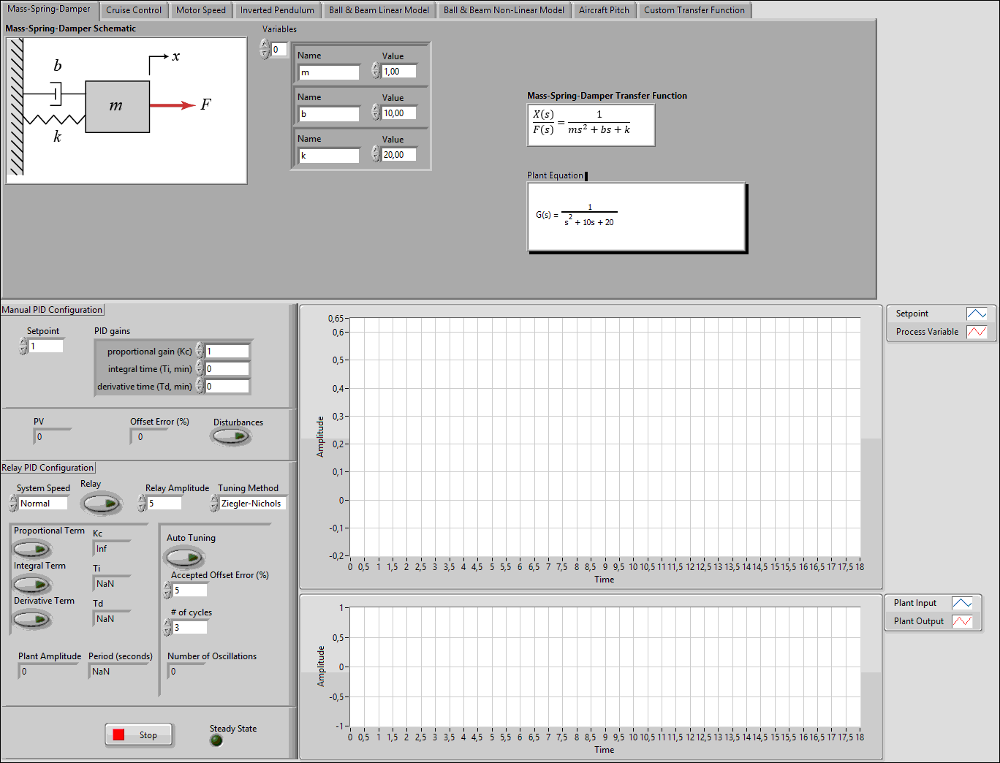 Mass-Spring-Damper
Cruise Control
Motor Speed
Inverted Pendulum
Ball & Beam Linear Model
Ball & Beam Non-Linear Model
Aircraft Pitch
Custom Transfer Function
Mass-Spring-Damper Schematic
b
x
m
F
k
Variables
0
Name Value
m 1,00
Name Value
b 10,00
Name Value
k 20,00
Mass-Spring-Damper Transfer Function
X(s)/F(s) = 1/(ms² + bs + k)
Plant Equation
G(s) = 1/(s² + 10s + 20)
Manual PID Configuration
Setpoint
1
PID gains
proportional gain (Kc) 1
integral time (Ti, min) 0
derivative time (Td, min) 0
PV
0
Offset Error (%)
0
Disturbances
Relay PID Configuration
System Speed
Normal
Relay
Relay Amplitude
5
Tuning Method
Ziegler-Nichols
Proportional Term
Kc
Inf
Integral Term
Ti
NaN
Derivative Term
Td
NaN
Plant Amplitude
0
Period (seconds)
NaN
Auto Tuning
Accepted Offset Error (%)
5
# of cycles
3
Number of Oscillations
0
Stop
Steady State
Amplitude
0,65
0,6
0,5
0,4
0,3
0,2
0,1
0
-0,1
-0,2
0 0,5 1 1,5 2 2,5 3 3,5 4 4,5 5 5,5 6 6,5 7 7,5 8 8,5 9 9,5 10 10,5 11 11,5 12 12,5 13 13,5 14 14,5 15 15,5 16 16,5 17 17,5 18
Time
Setpoint
Process Variable
Amplitude
1
0,5
0
-0,5
-1
0 0,5 1 1,5 2 2,5 3 3,5 4 4,5 5 5,5 6 6,5 7 7,5 8 8,5 9 9,5 10 10,5 11 11,5 12 12,5 13 13,5 14 14,5 15 15,5 16 16,5 17 17,5 18
Time
Plant Input
Plant Output